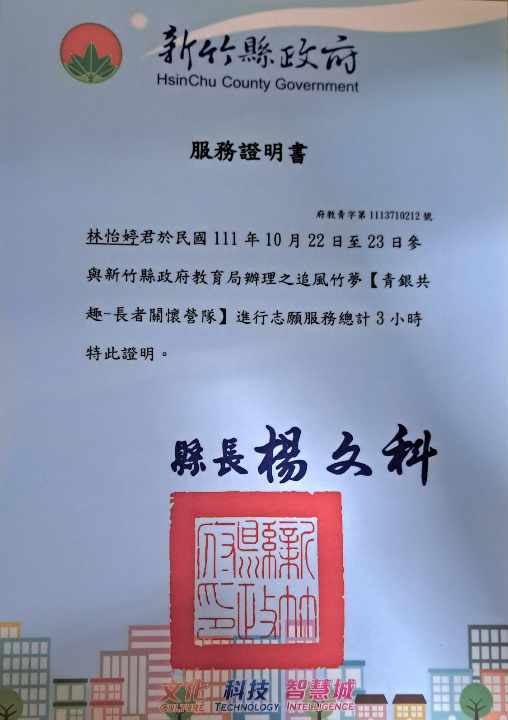 新竹縣政府
HsinChu County Government
服務證明書
府教青字第1113710212號
林怡婷君於民國111年10月22日至23日參
與新竹縣政府教育局辦理之追風竹夢【青銀共
趣-長者關懷營隊】進行志願服務總計3小時
特此證明。
縣長楊文科
新竹縣政府印
文化 科技 智慧城
CULTURE TECHNOLOGY INTELLIGENCE